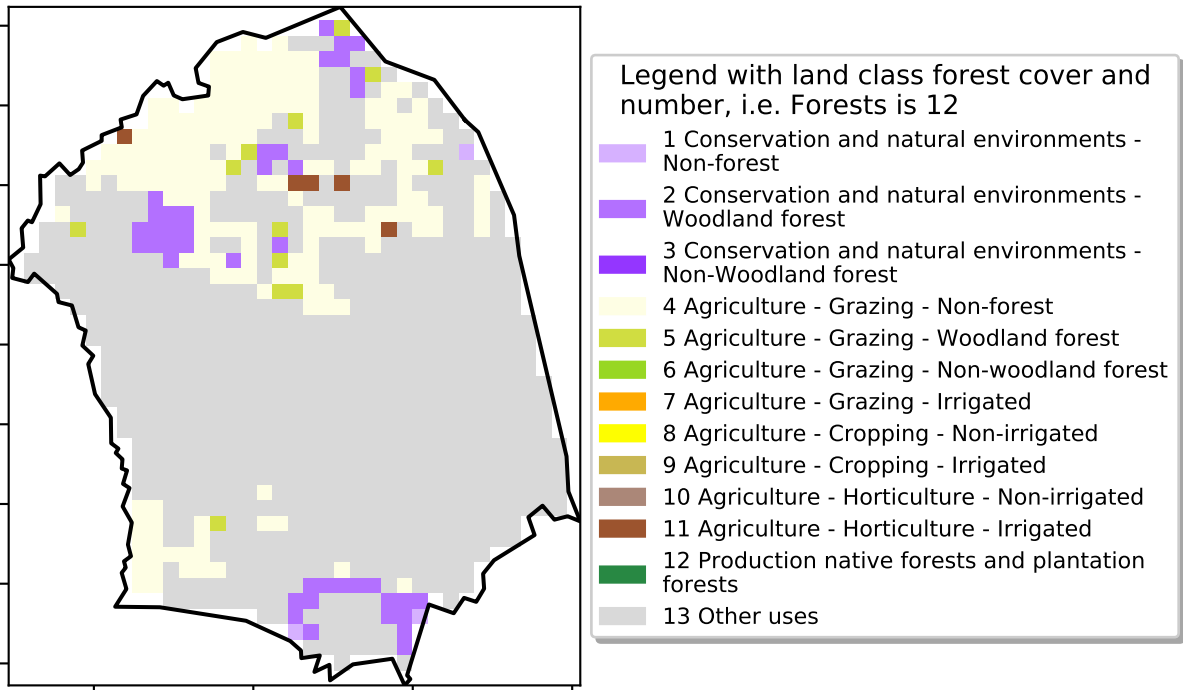 Legend with land class forest cover and
number, i.e. Forests is 12
1 Conservation and natural environments -
Non-forest
2 Conservation and natural environments -
Woodland forest
3 Conservation and natural environments -
Non-Woodland forest
4 Agriculture - Grazing - Non-forest
5 Agriculture - Grazing - Woodland forest
6 Agriculture - Grazing - Non-woodland forest
7 Agriculture - Grazing - Irrigated
8 Agriculture - Cropping - Non-irrigated
9 Agriculture - Cropping - Irrigated
10 Agriculture - Horticulture - Non-irrigated
11 Agriculture - Horticulture - Irrigated
12 Production native forests and plantation
forests
13 Other uses